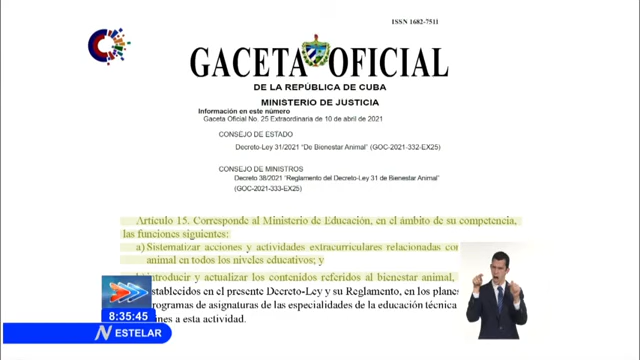 ISSN 1682-7511
GACETA OFICIAL
DE LA REPÚBLICA DE CUBA
MINISTERIO DE JUSTICIA
Información en este número
Gaceta Oficial No. 25 Extraordinaria de 10 de abril de 2021
CONSEJO DE ESTADO
Decreto-Ley 31/2021 “De Bienestar Animal” (GOC-2021-332-EX25)
CONSEJO DE MINISTROS
Decreto 38/2021 “Reglamento del Decreto-Ley 31 de Bienestar Animal”
(GOC-2021-333-EX25)
Artículo 15. Corresponde al Ministerio de Educación, en el ámbito de su competencia,
las funciones siguientes:
a) Sistematizar acciones y actividades extracurriculares relacionadas
animal en todos los niveles educativos; y
introducir y actualizar los contenidos referidos al bienestar animal,
establecidos en el presente Decreto-Ley y su Reglamento, en los planes
programas de asignaturas de las especialidades de la educación técnica
a esta actividad.
8:35:45
N ESTELAR